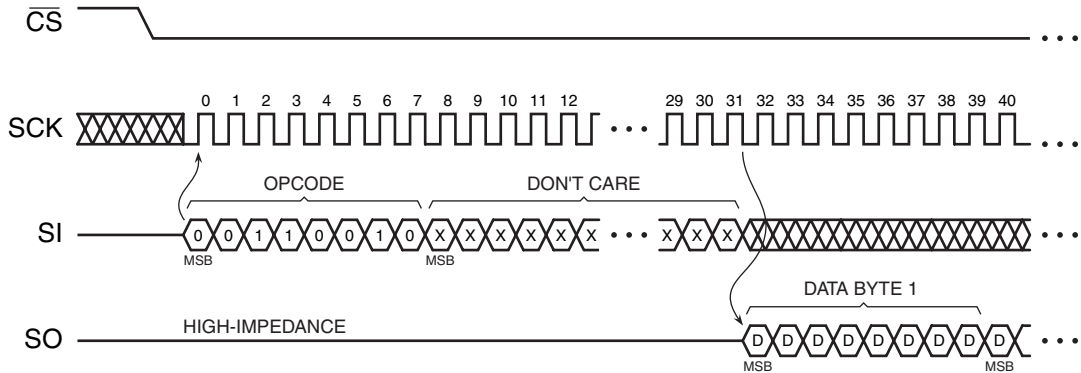 CS
SCK 0 1 2 3 4 5 6 7 8 9 10 11 12 29 30 31 32 33 34 35 36 37 38 39 40
OPCODE DON'T CARE
SI 0 0 1 1 0 0 1 0 X X X X X X X X X
MSB MSB
DATA BYTE 1
HIGH-IMPEDANCE
SO D D D D D D D D D
MSB MSB